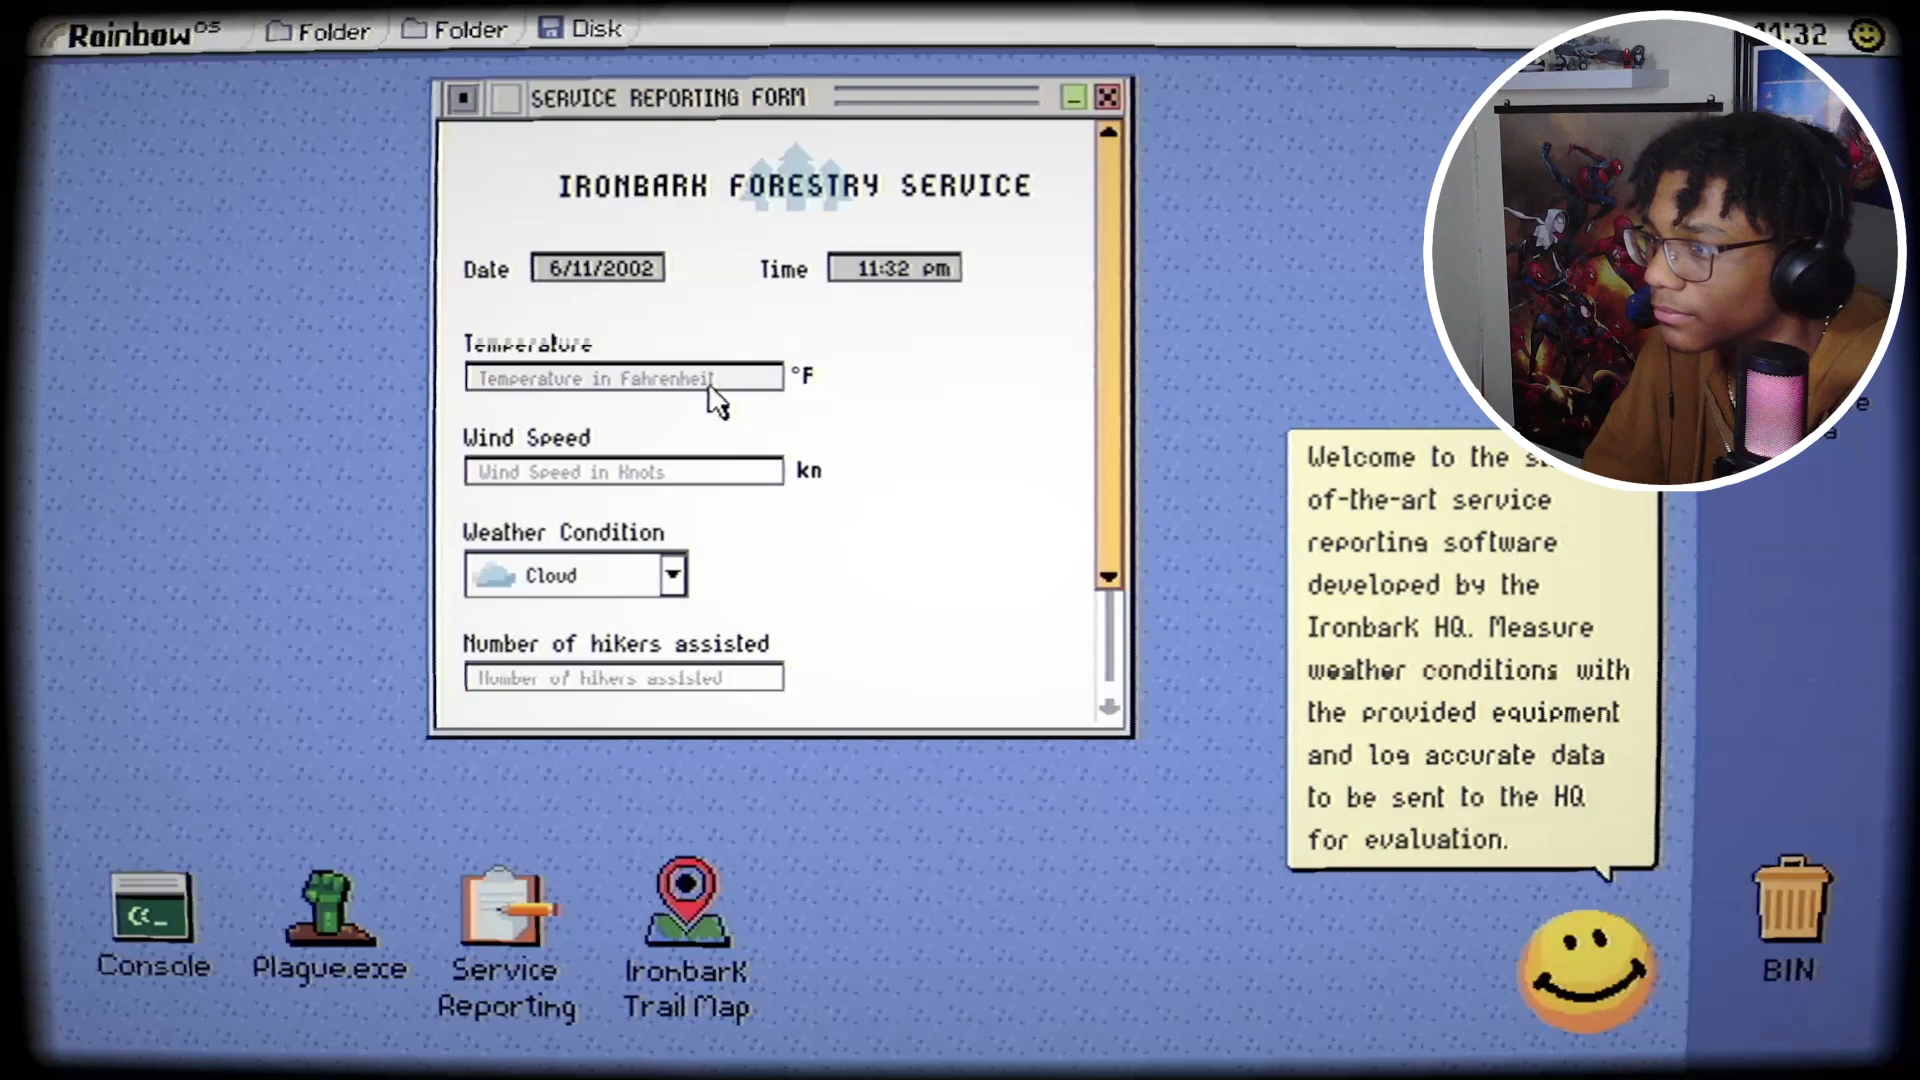 RainbowOS Folder Folder Disk 11:32
SERVICE REPORTING FORM
IRONBARK FORESTRY SERVICE
Date 6/11/2002 Time 11:32 pm
Temperature
Temperature in Fahrenheit °F
Wind Speed
Wind Speed in Knots kn
Weather Condition
Cloud
Number of hikers assisted
Number of hikers assisted
Welcome to the
of-the-art service
reporting software
developed by the
Ironbark HQ. Measure
weather conditions with
the provided equipment
and log accurate data
to be sent to the HQ
for evaluation.
Console
Plague.exe
Service
Reporting
Ironbark
Trail Map
BIN